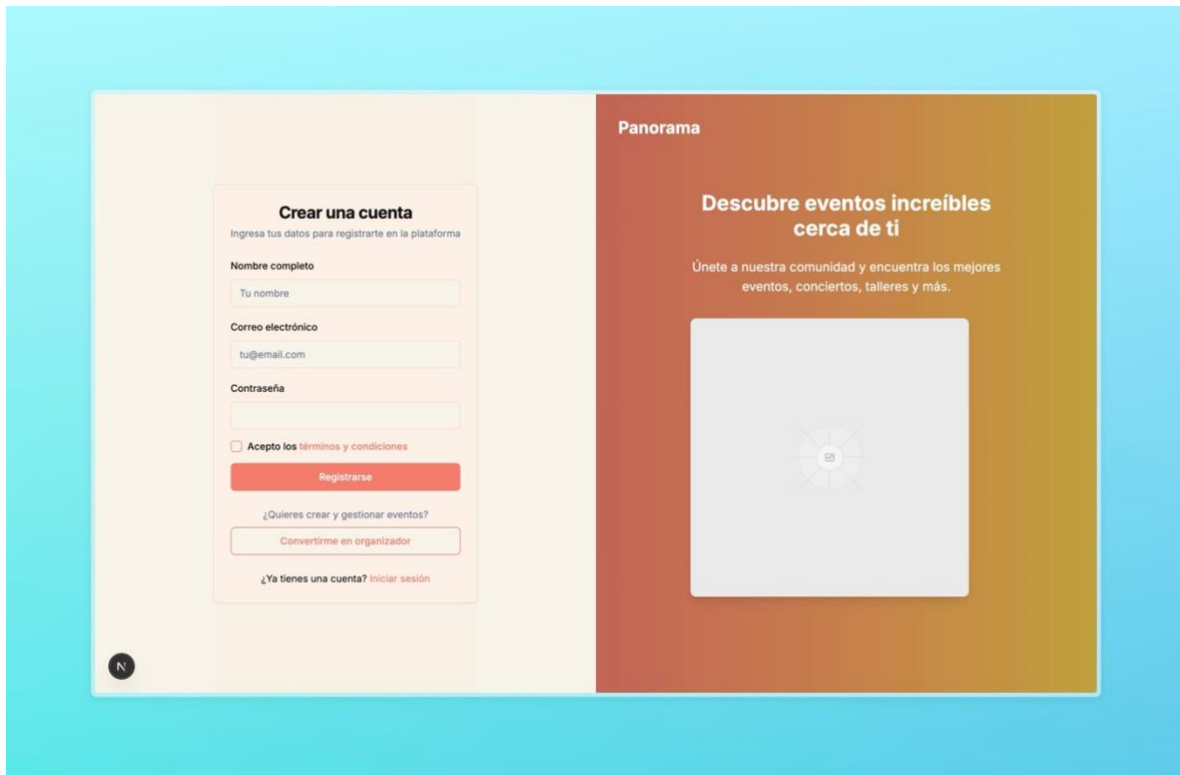 Crear una cuenta
Ingresa tus datos para registrarte en la plataforma
Nombre completo
Tu nombre
Correo electrónico
tu@email.com
Contraseña
Acepto los términos y condiciones
Registrarse
¿Quieres crear y gestionar eventos?
Convertirme en organizador
¿Ya tienes una cuenta? Iniciar sesión
N
Panorama
Descubre eventos increíbles
cerca de ti
Únete a nuestra comunidad y encuentra los mejores
eventos, conciertos, talleres y más.